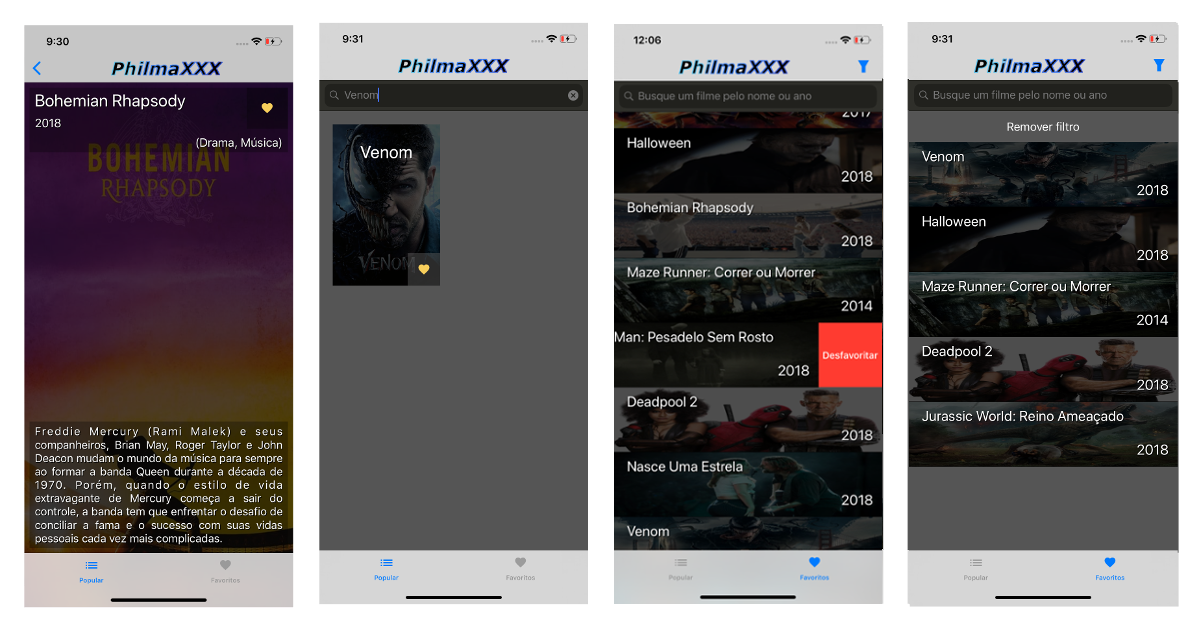 9:30
PhilmaXXX
Bohemian Rhapsody
2018
(Drama, Música)
BOHEMIAN
RHAPSODY
Freddie Mercury (Rami Malek) e seus
companheiros, Brian May, Roger Taylor e John
Deacon mudam o mundo da música para sempre
ao formar a banda Queen durante a década de
1970. Porém, quando o estilo de vida
extravagante de Mercury começa a sair do
controle, a banda tem que enfrentar o desafio de
conciliar a fama e o sucesso com suas vidas
pessoais cada vez mais complicadas.
Popular
Favoritos
9:31
PhilmaXXX
Venom
Venom
VENOM
Popular
Favoritos
12:06
PhilmaXXX
Busque um filme pelo nome ou ano
2017
Halloween
2018
Bohemian Rhapsody
2018
Maze Runner: Correr ou Morrer
2014
Man: Pesadelo Sem Rosto
2018
Desfavoritar
Deadpool 2
2018
Nasce Uma Estrela
2018
Venom
Popular
Favoritos
9:31
PhilmaXXX
Busque um filme pelo nome ou ano
Remover filtro
Venom
2018
Halloween
2018
Maze Runner: Correr ou Morrer
2014
Deadpool 2
2018
Jurassic World: Reino Ameaçado
2018
Popular
Favoritos